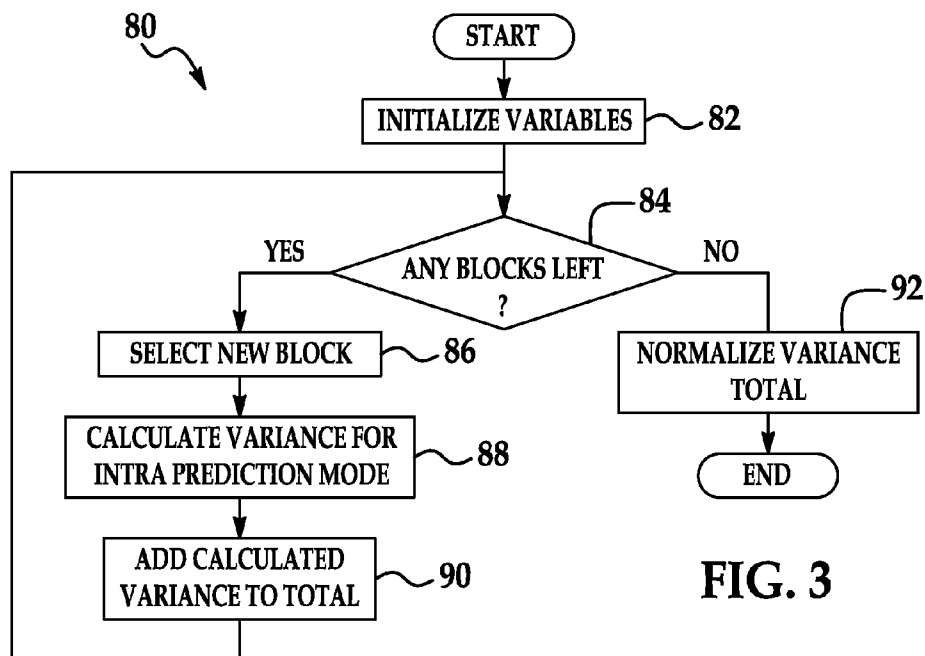 80
START
INITIALIZE VARIABLES
82
84
YES
ANY BLOCKS LEFT
?
NO
92
SELECT NEW BLOCK
86
NORMALIZE VARIANCE
TOTAL
CALCULATE VARIANCE FOR
INTRA PREDICTION MODE
88
END
ADD CALCULATED
VARIANCE TO TOTAL
90
FIG. 3